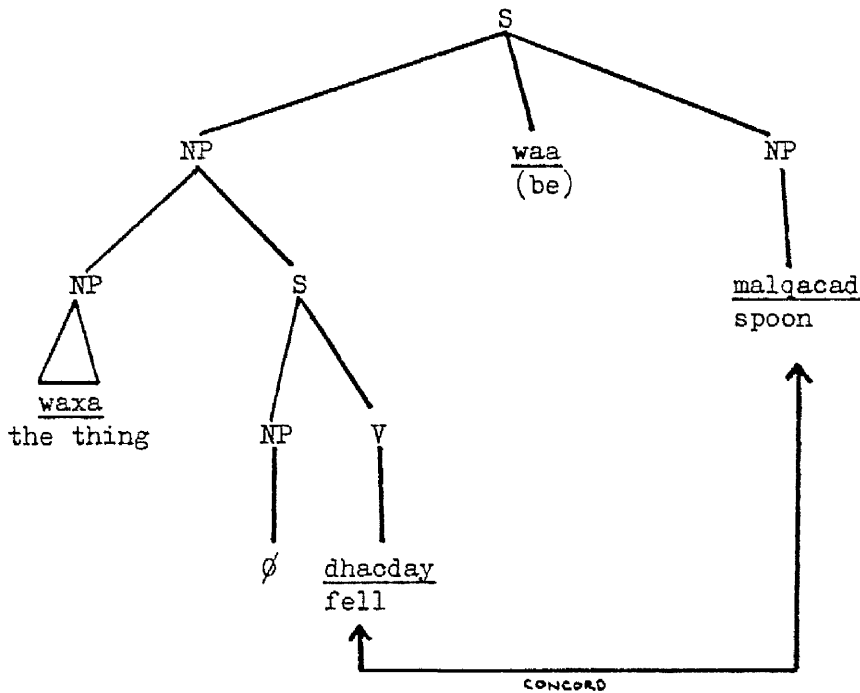 S
NP waa NP
(be)
NP S malqacad
spoon
waxa
the thing NP V
∅ dhacday
fell
CONCORD